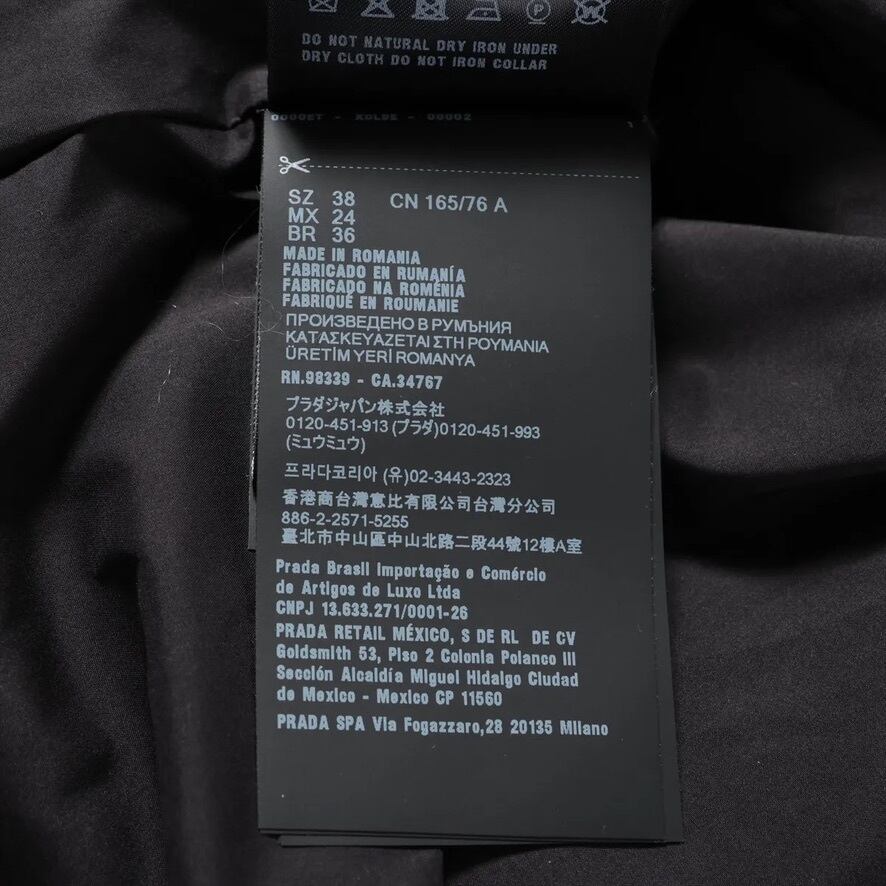 DO NOT NATURAL DRY IRON UNDER
DRY CLOTH DO NOT IRON COLLAR
SZ 38 CN 165/76 A
MX 24
BR 36
MADE IN ROMANIA
FABRICADO EN RUMANÍA
FABRICADO NA ROMÉNIA
FABRIQUÉ EN ROUMANIE
ПРОИЗВЕДЕНО В РУМЪНИЯ
ΚΑΤΑΣΚΕΥΑΖΕΤΑΙ ΣΤΗ ΡΟΥΜΑΝΙΑ
ÜRETİM YERİ ROMANYA
RN.98339 - CA.34767
プラダジャパン株式会社
0120-451-913 (プラダ)0120-451-993
(ミュウミュウ)
프라다코리아 (유)02-3443-2323
香港商台灣惠比有限公司台灣分公司
886-2-2571-5255
臺北市中山區中山北路二段44號12樓A室
Prada Brasil Importação e Comércio
de Artigos de Luxo Ltda
CNPJ 13.633.271/0001-26
PRADA RETAIL MÉXICO, S DE RL DE CV
Goldsmith 53, Piso 2 Colonia Polanco III
Sección Alcaidía Miguel Hidalgo Ciudad
de Mexico - Mexico CP 11560
PRADA SPA Via Fogazzaro,28 20135 Milano